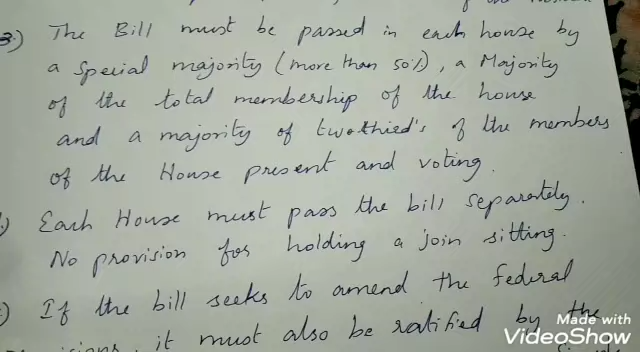 3.) The Bill must be passed in each house by
a special majority (more than 50%), a Majority
of the total membership of the house
and a majority of two-third's of the members
of the House present and voting.
Each House must pass the bill separately.
No provision for holding a join sitting.
If the bill seeks to amend the federal
it must also be ratified by the
Made with
VideoShow